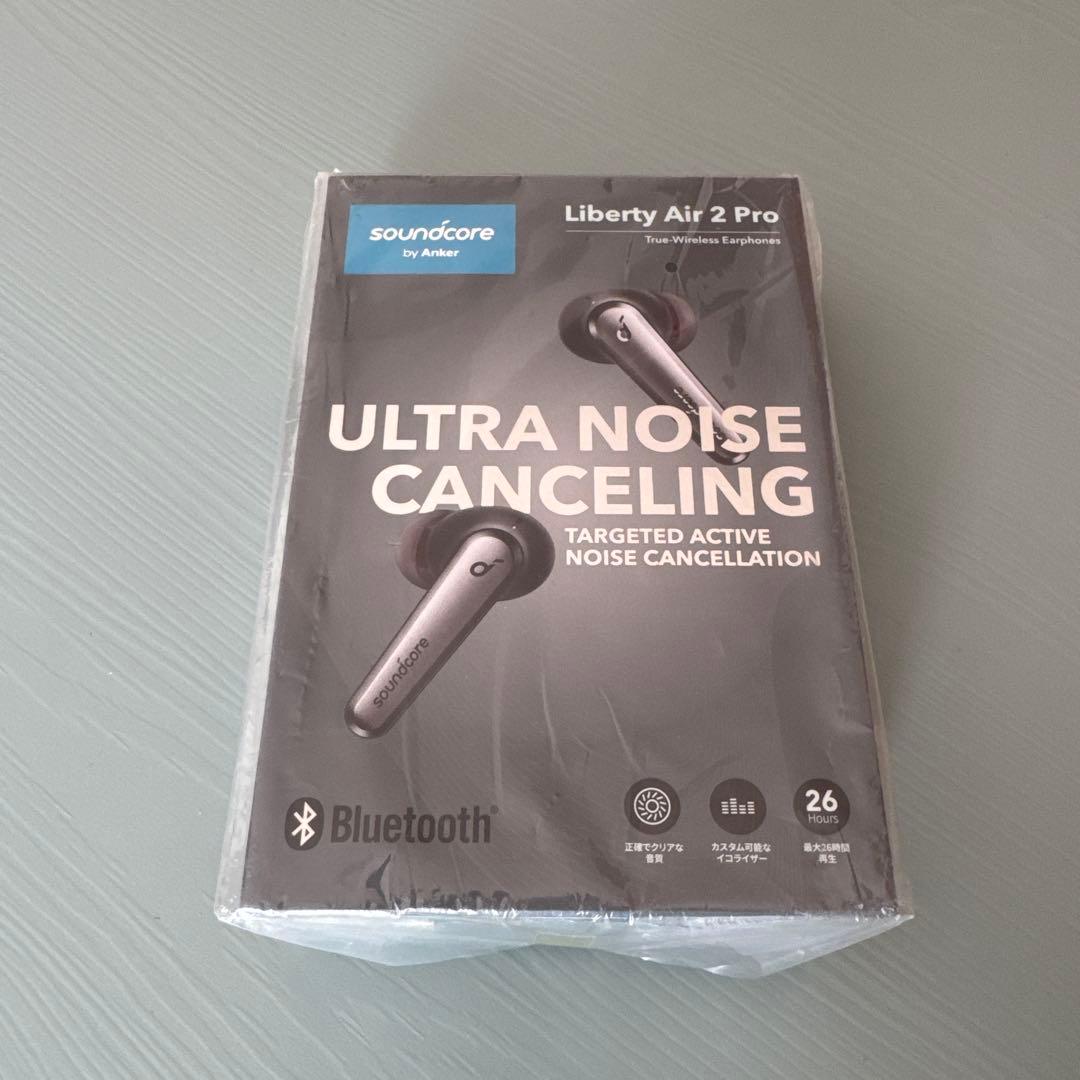 soundcore
by Anker
Liberty Air 2 Pro
True-Wireless Earphones
ULTRA NOISE
CANCELING
TARGETED ACTIVE
NOISE CANCELLATION
soundcore
soundcore
Bluetooth®
26
Hours
正確でクリアな
音質
カスタム可能な
イコライザー
最大26時間
再生